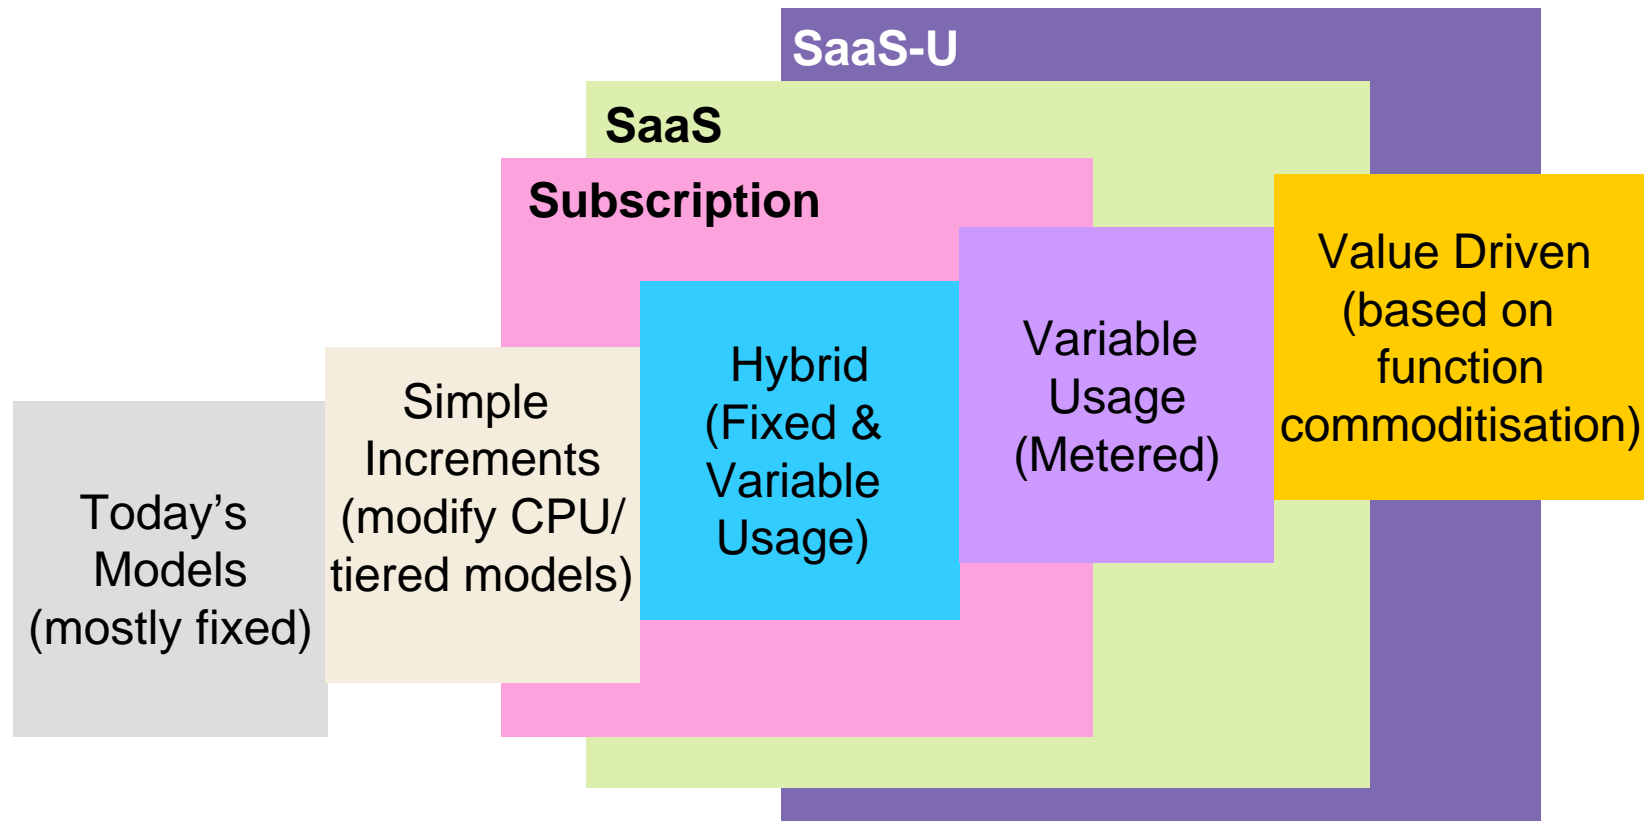 SaaS-U
SaaS
Subscription
Today’s
Models
(mostly fixed)
Simple
Increments
(modify CPU/
tiered models)
Hybrid
(Fixed &
Variable
Usage)
Variable
Usage
(Metered)
Value Driven
(based on
function
commoditisation)